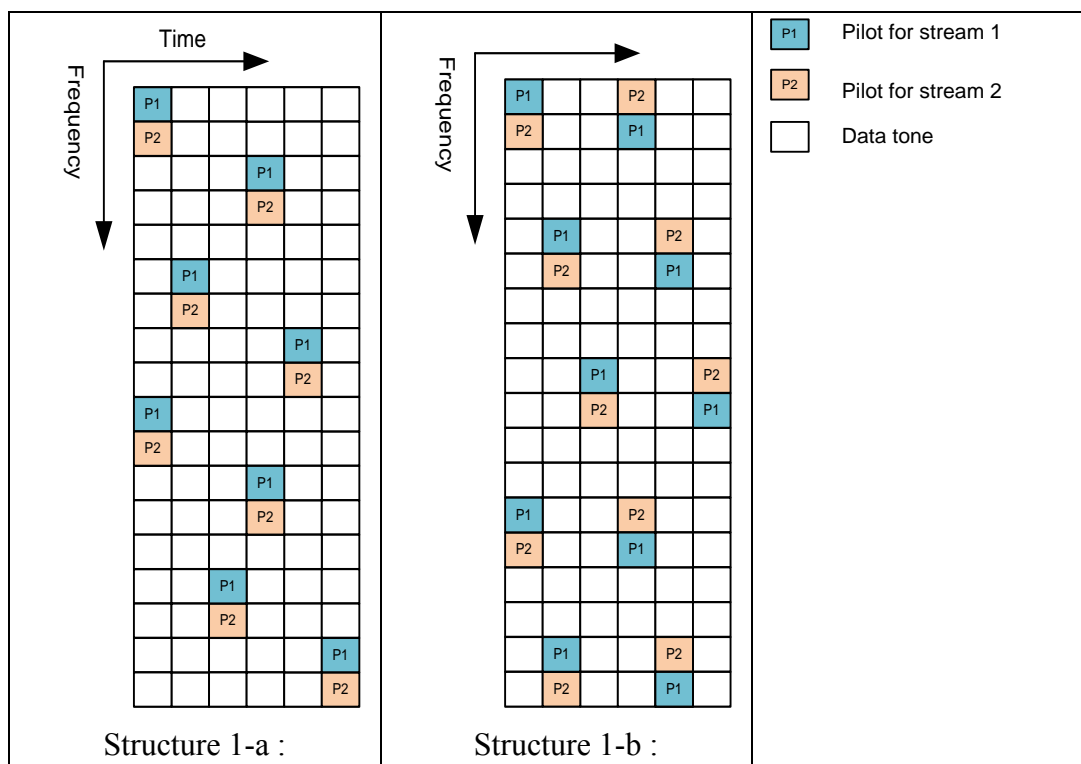 Time
Frequency
P1
P2
P1
P2
P1
P2
P1
P2
P1
P2
P1
P2
P1
P2
P1
P2
Structure 1-a :
Frequency
P1 P2
P2 P1
P1 P2
P2 P1
P1 P2
P2 P1
P1 P2
P2 P1
P1 P2
P2 P1
Structure 1-b :
P1 Pilot for stream 1
P2 Pilot for stream 2
Data tone